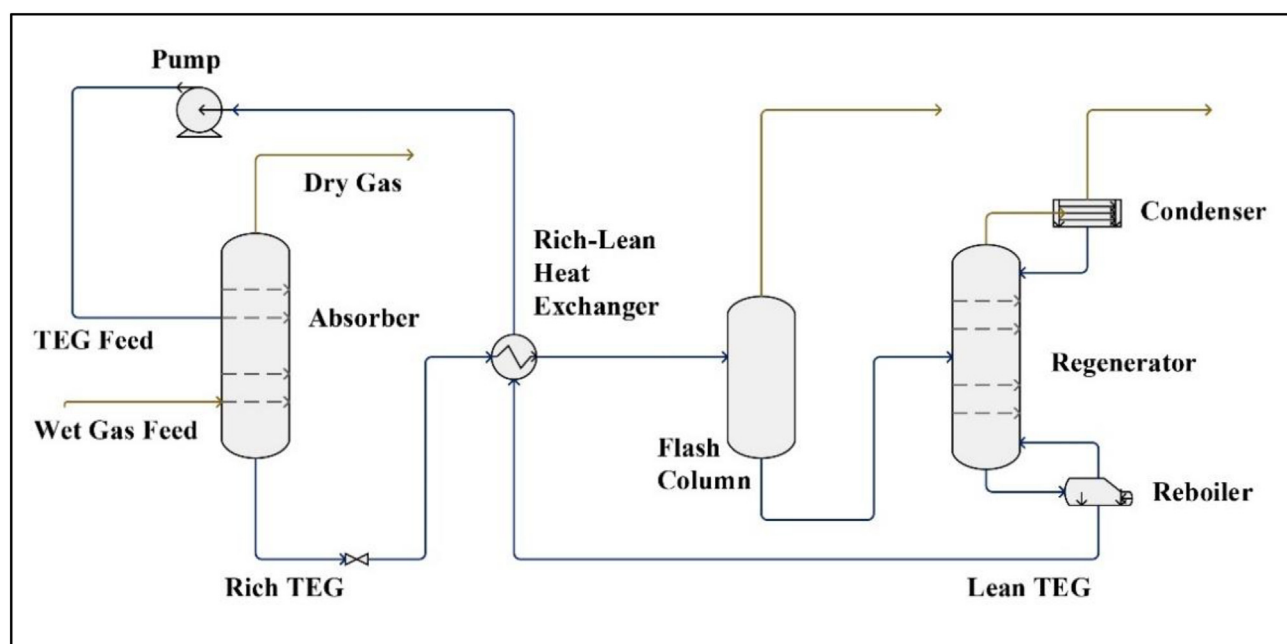 Pump
Dry Gas
Condenser
Rich-Lean
Heat
Exchanger
Absorber
TEG Feed
Regenerator
Wet Gas Feed
Flash
Column
Reboiler
Rich TEG
Lean TEG